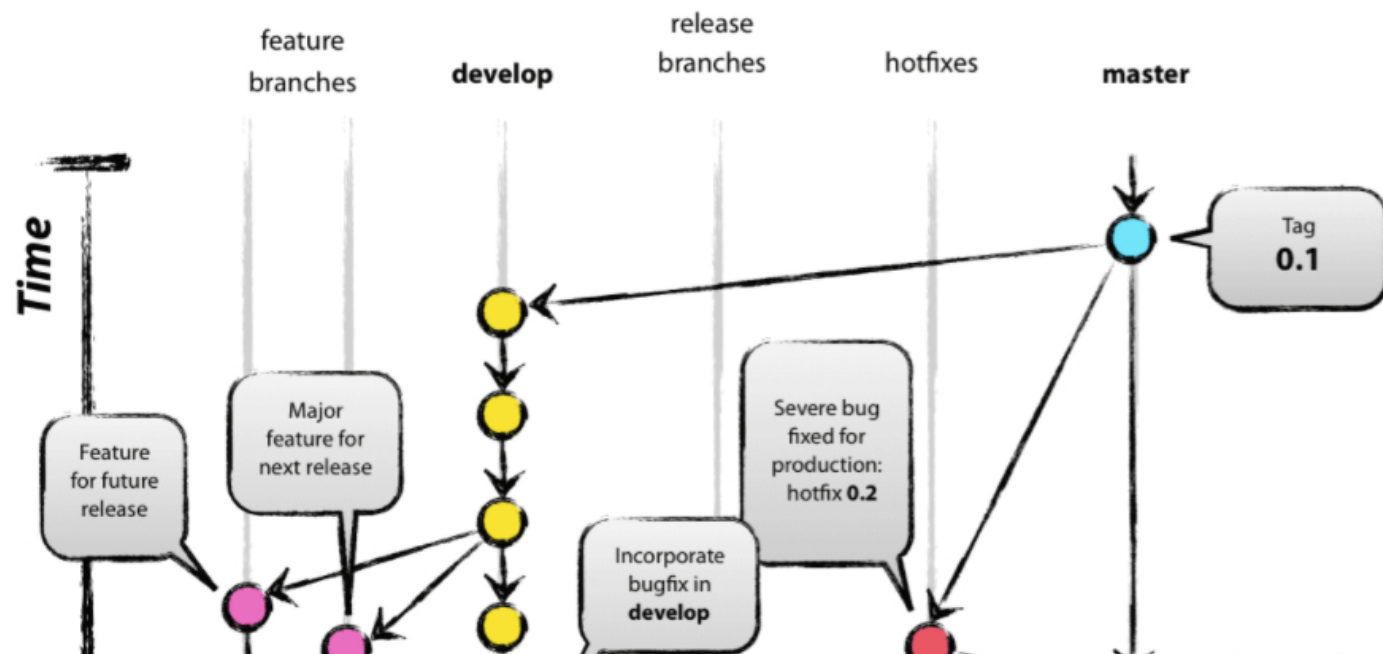 feature
branches
develop
release
branches
hotfixes
master
Time
Tag
0.1
Feature
for future
release
Major
feature for
next release
Severe bug
fixed for
production:
hotfix 0.2
Incorporate
bugfix in
develop